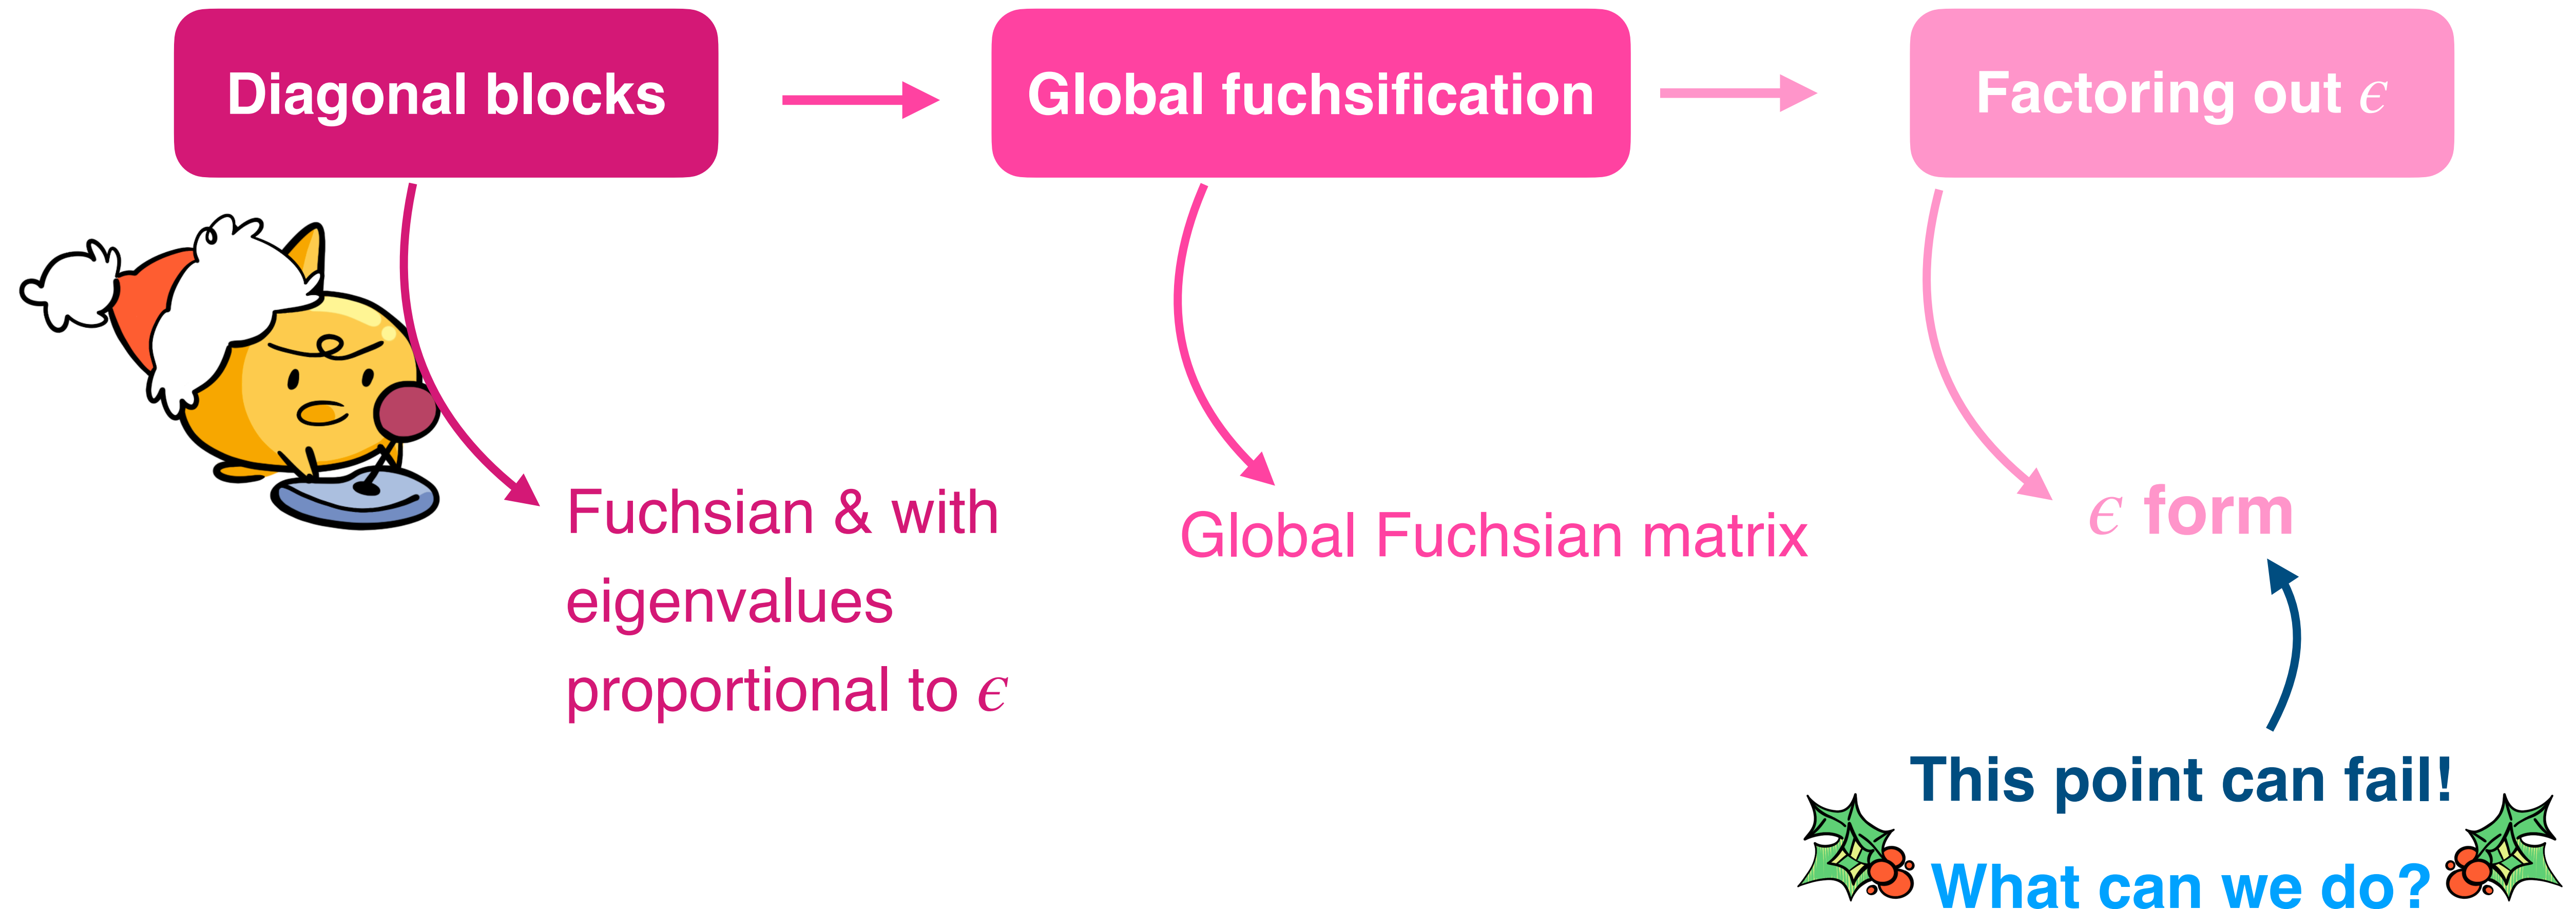 Diagonal blocks
Global fuchsification
Factoring out ϵ
Fuchsian & with
eigenvalues
proportional to ϵ
Global Fuchsian matrix
ϵ form
This point can fail!
What can we do?